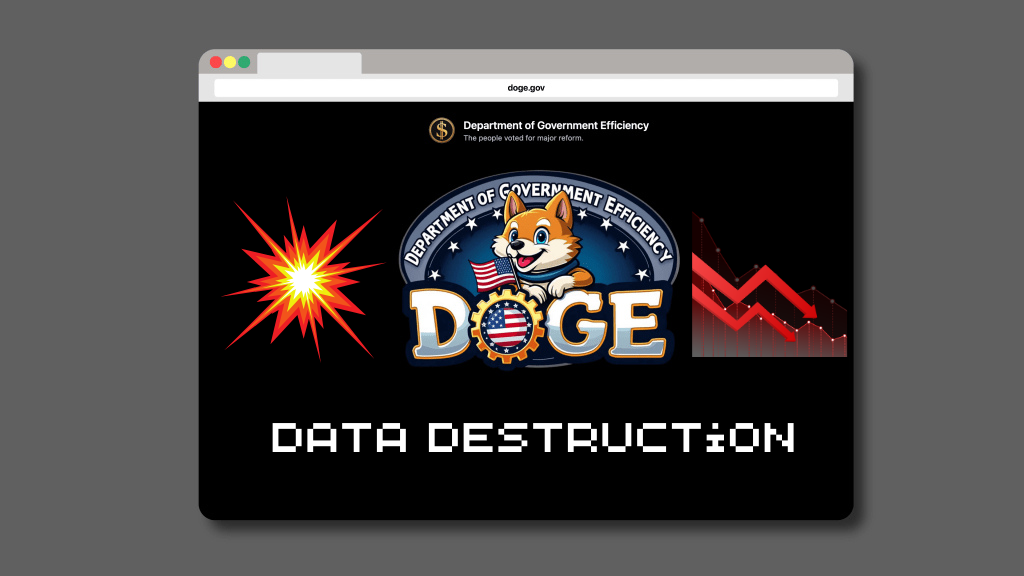 doge.gov
Department of Government Efficiency
The people voted for major reform.
DEPARTMENT OF GOVERNMENT EFFICIENCY
DOGE
DATA DESTRUCTiON